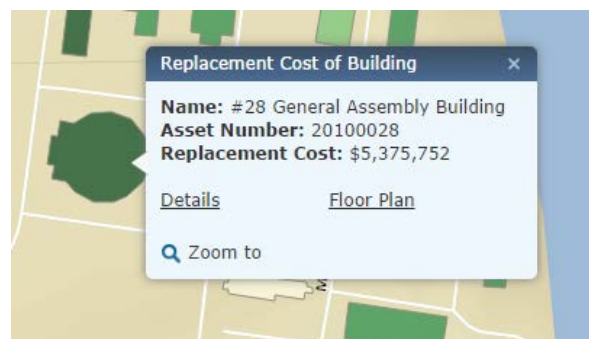 Replacement Cost of Building ×
Name: #28 General Assembly Building
Asset Number: 20100028
Replacement Cost: $5,375,752
Details Floor Plan
Zoom to
M